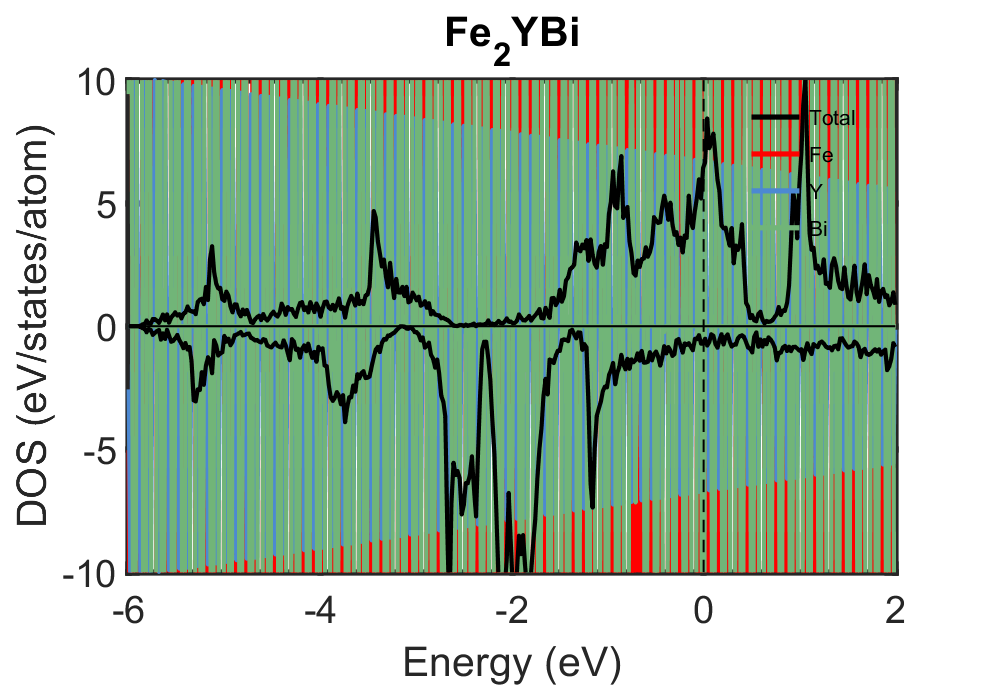 Fe2YBi
10
5
0
-5
-10
DOS (eV/states/atom)
Total
Fe
Y
Bi
-6 -4 -2 0 2
Energy (eV)